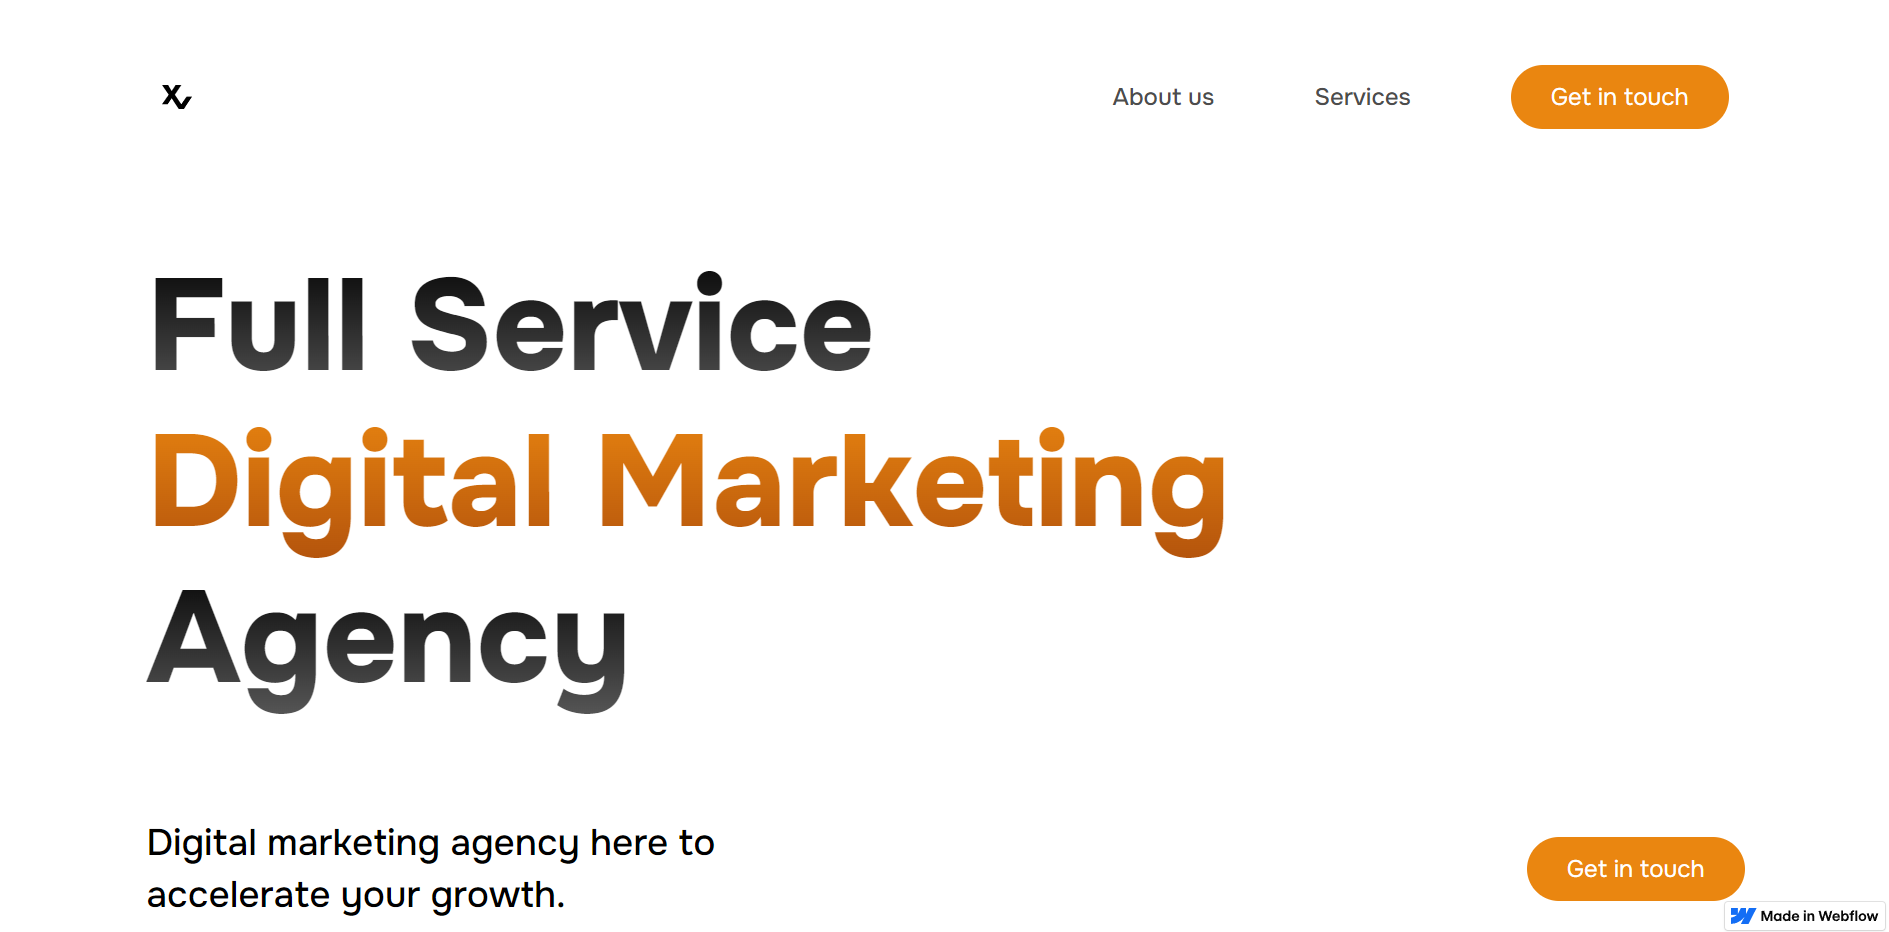 About us
Services
Get in touch
Full Service
Digital Marketing
Agency
Digital marketing agency here to
accelerate your growth.
Get in touch
Made in Webflow